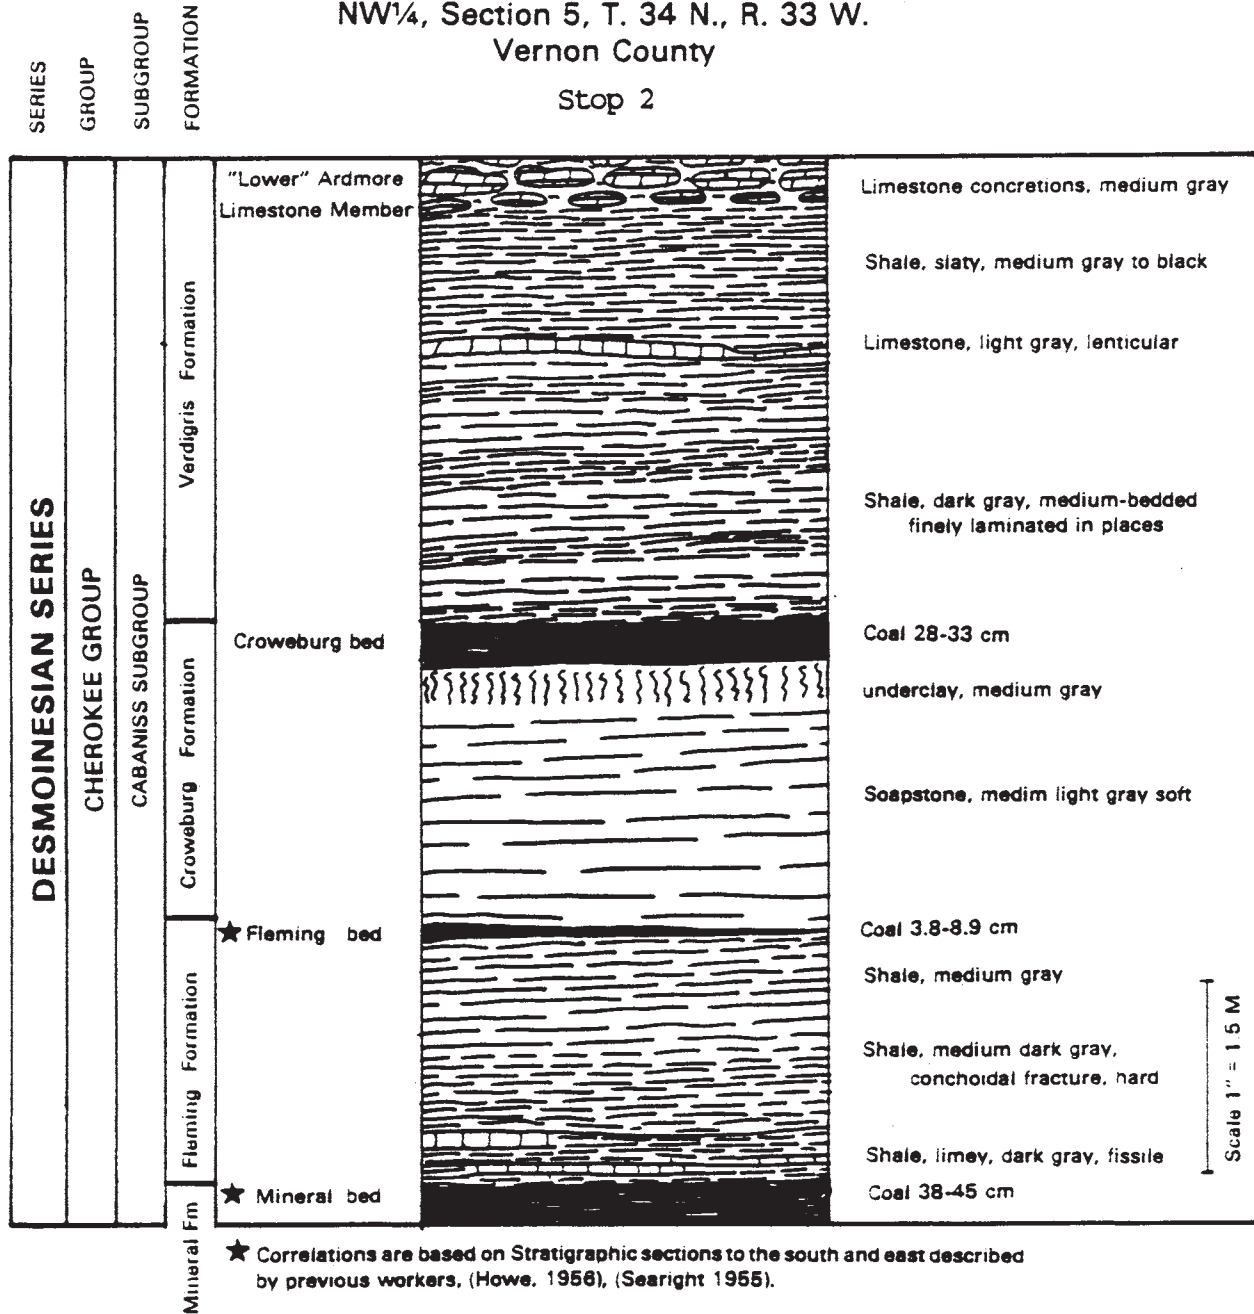 NW¼, Section 5, T. 34 N., R. 33 W.
Vernon County
Stop 2
SERIES
GROUP
SUBGROUP
FORMATION
DESMOINESIAN SERIES
CHEROKEE GROUP
CABANISS SUBGROUP
Verdigris Formation
Croweburg Formation
Fleming Formation
Mineral Fm
"Lower" Ardmore
Limestone Member
Croweburg bed
★ Fleming bed
★ Mineral bed
Limestone concretions, medium gray
Shale, slaty, medium gray to black
Limestone, light gray, lenticular
Shale, dark gray, medium-bedded
finely laminated in places
Coal 28-33 cm
underclay, medium gray
Soapstone, medim light gray soft
Coal 3.8-8.9 cm
Shale, medium gray
Shale, medium dark gray,
conchoidal fracture, hard
Shale, limey, dark gray, fissile
Coal 38-45 cm
Scale 1" = 1.5 M
★ Correlations are based on Stratigraphic sections to the south and east described
by previous workers, (Howe, 1956), (Searight 1955).